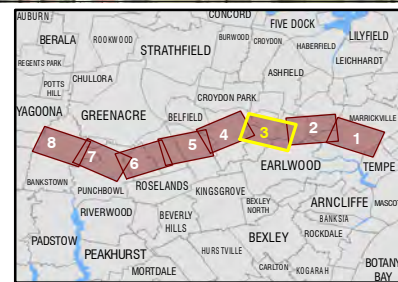 AUBURN
CONCORD
FIVE DOCK
BERALA
ROOKWOOD
BURWOOD
CROYDON
LILYFIELD
STRATHFIELD
HABERFIELD
REGENTS PARK
LEICHHARDT
CHULLORA
ASHFIELD
POTTS
HILL
CROYDON PARK
YAGOONA
GREENACRE
BELFIELD
MARRICKVILLE
8
7
6
5
4
3
2
1
EARLWOOD
TEMPE
BANKSTOWN
PUNCHBOWL
ROSELANDS
KINGSGROVE
RIVERWOOD
BEVERLY
HILLS
BEXLEY
NORTH
ARNCLIFFE
MASCOT
BANKSIA
PADSTOW
PEAKHURST
HURSTVILLE
BEXLEY
ROCKDALE
MORTDALE
CARLTON
KOGARAH
BOTANY
BAY